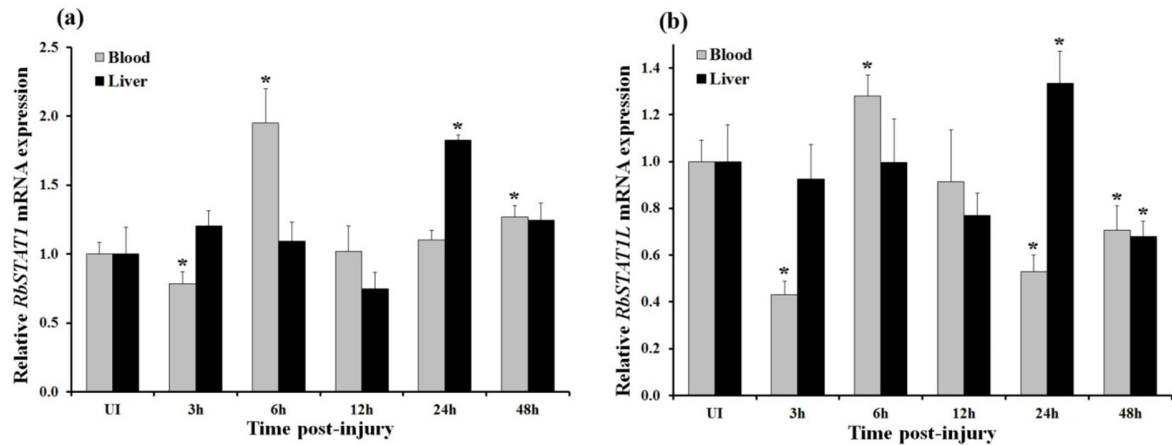 (a)
Relative RbSTAT1 mRNA expression
2.5
2.0
1.5
1.0
0.5
0.0
Blood
Liver
*
*
*
*
UI 3h 6h 12h 24h 48h
Time post-injury
(b)
Relative RbSTAT1L mRNA expression
1.4
1.2
1.0
0.8
0.6
0.4
0.2
0.0
Blood
Liver
*
*
*
*
*
*
UI 3h 6h 12h 24h 48h
Time post-injury